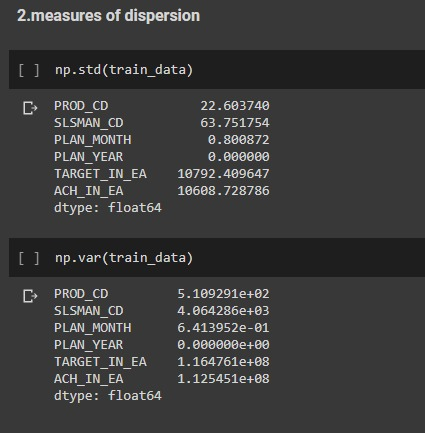 2.measures of dispersion
[ ] np.std(train_data)
PROD_CD 22.603740
SLSMAN_CD 63.751754
PLAN_MONTH 0.800872
PLAN_YEAR 0.000000
TARGET_IN_EA 10792.409647
ACH_IN_EA 10608.728786
dtype: float64
[ ] np.var(train_data)
PROD_CD 5.109291e+02
SLSMAN_CD 4.064286e+03
PLAN_MONTH 6.413952e-01
PLAN_YEAR 0.000000e+00
TARGET_IN_EA 1.164761e+08
ACH_IN_EA 1.125451e+08
dtype: float64